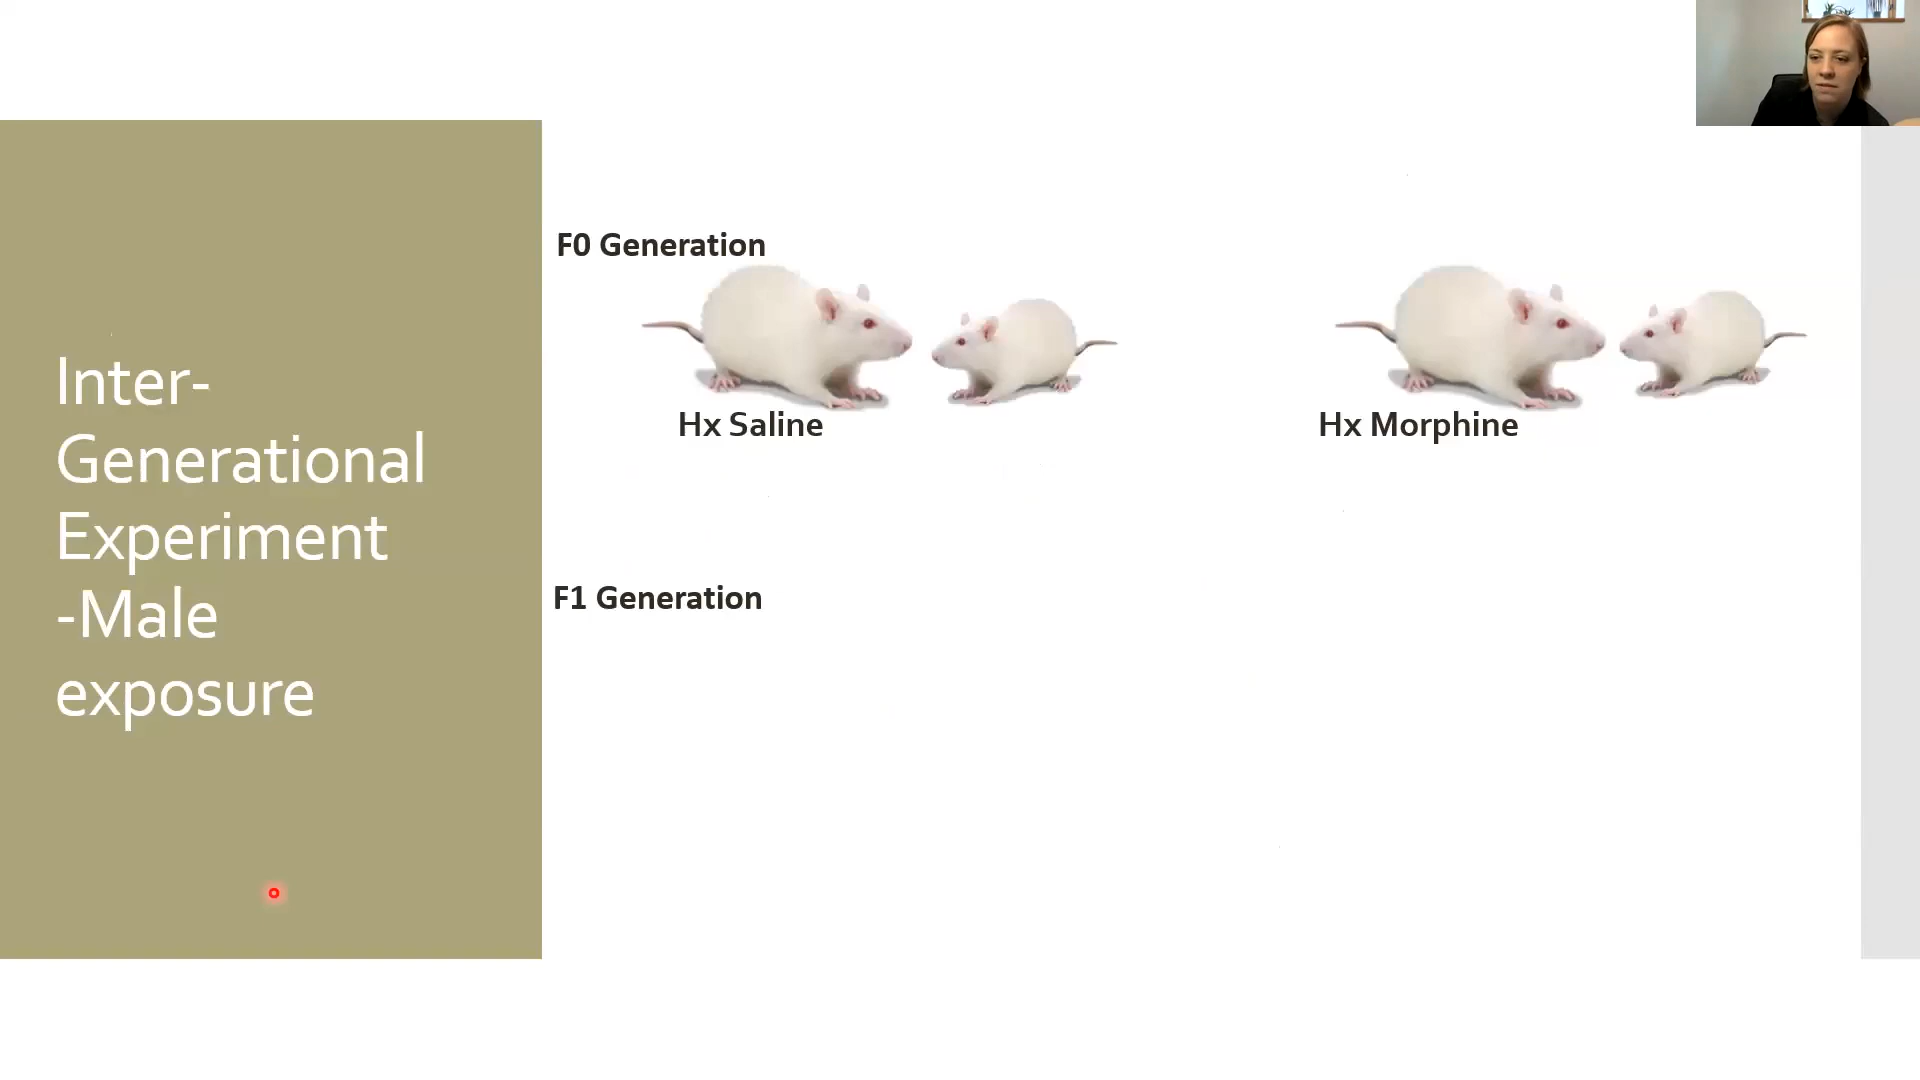 Inter-
Generational
Experiment
-Male
exposure
F0 Generation
Hx Saline
Hx Morphine
F1 Generation